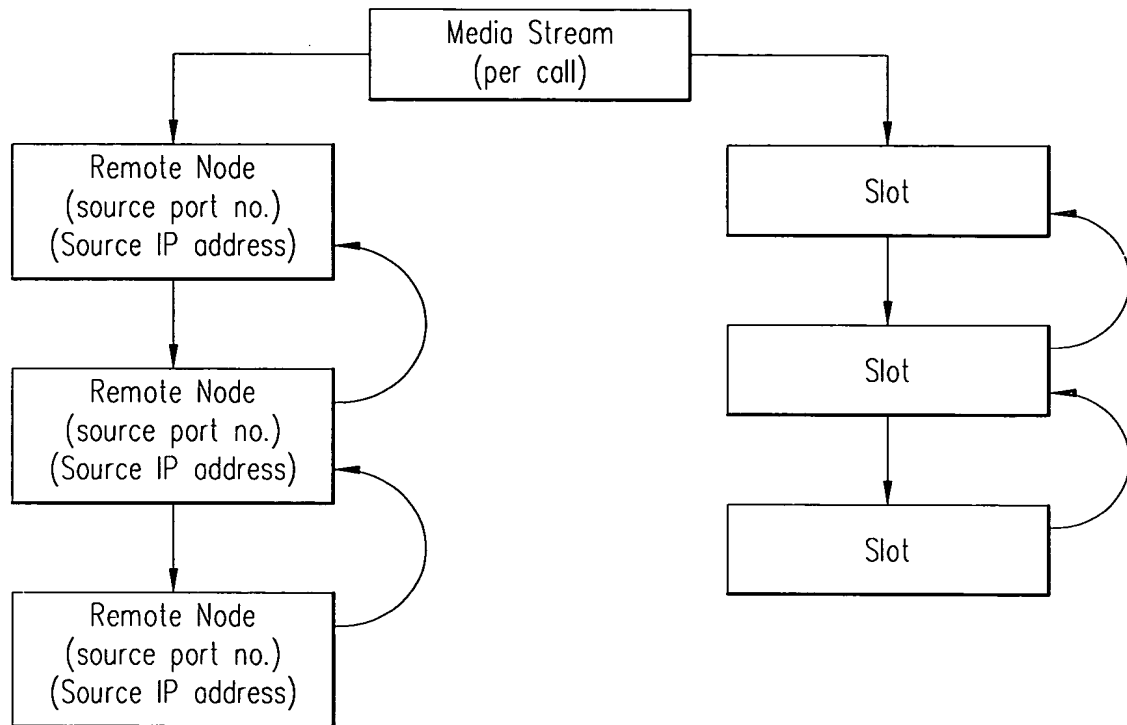 Media Stream
(per call)
Remote Node
(source port no.)
(Source IP address)
Slot
Remote Node
(source port no.)
(Source IP address)
Slot
Remote Node
(source port no.)
(Source IP address)
Slot